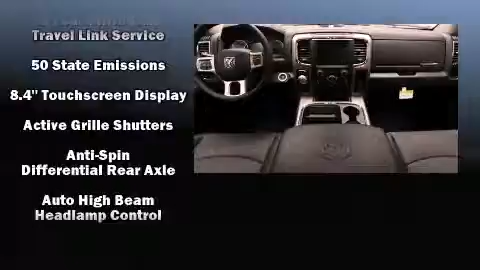 Travel Link Service
50 State Emissions
8.4" Touchscreen Display
Active Grille Shutters
Anti-Spin
Differential Rear Axle
Auto High Beam
Headlamp Control